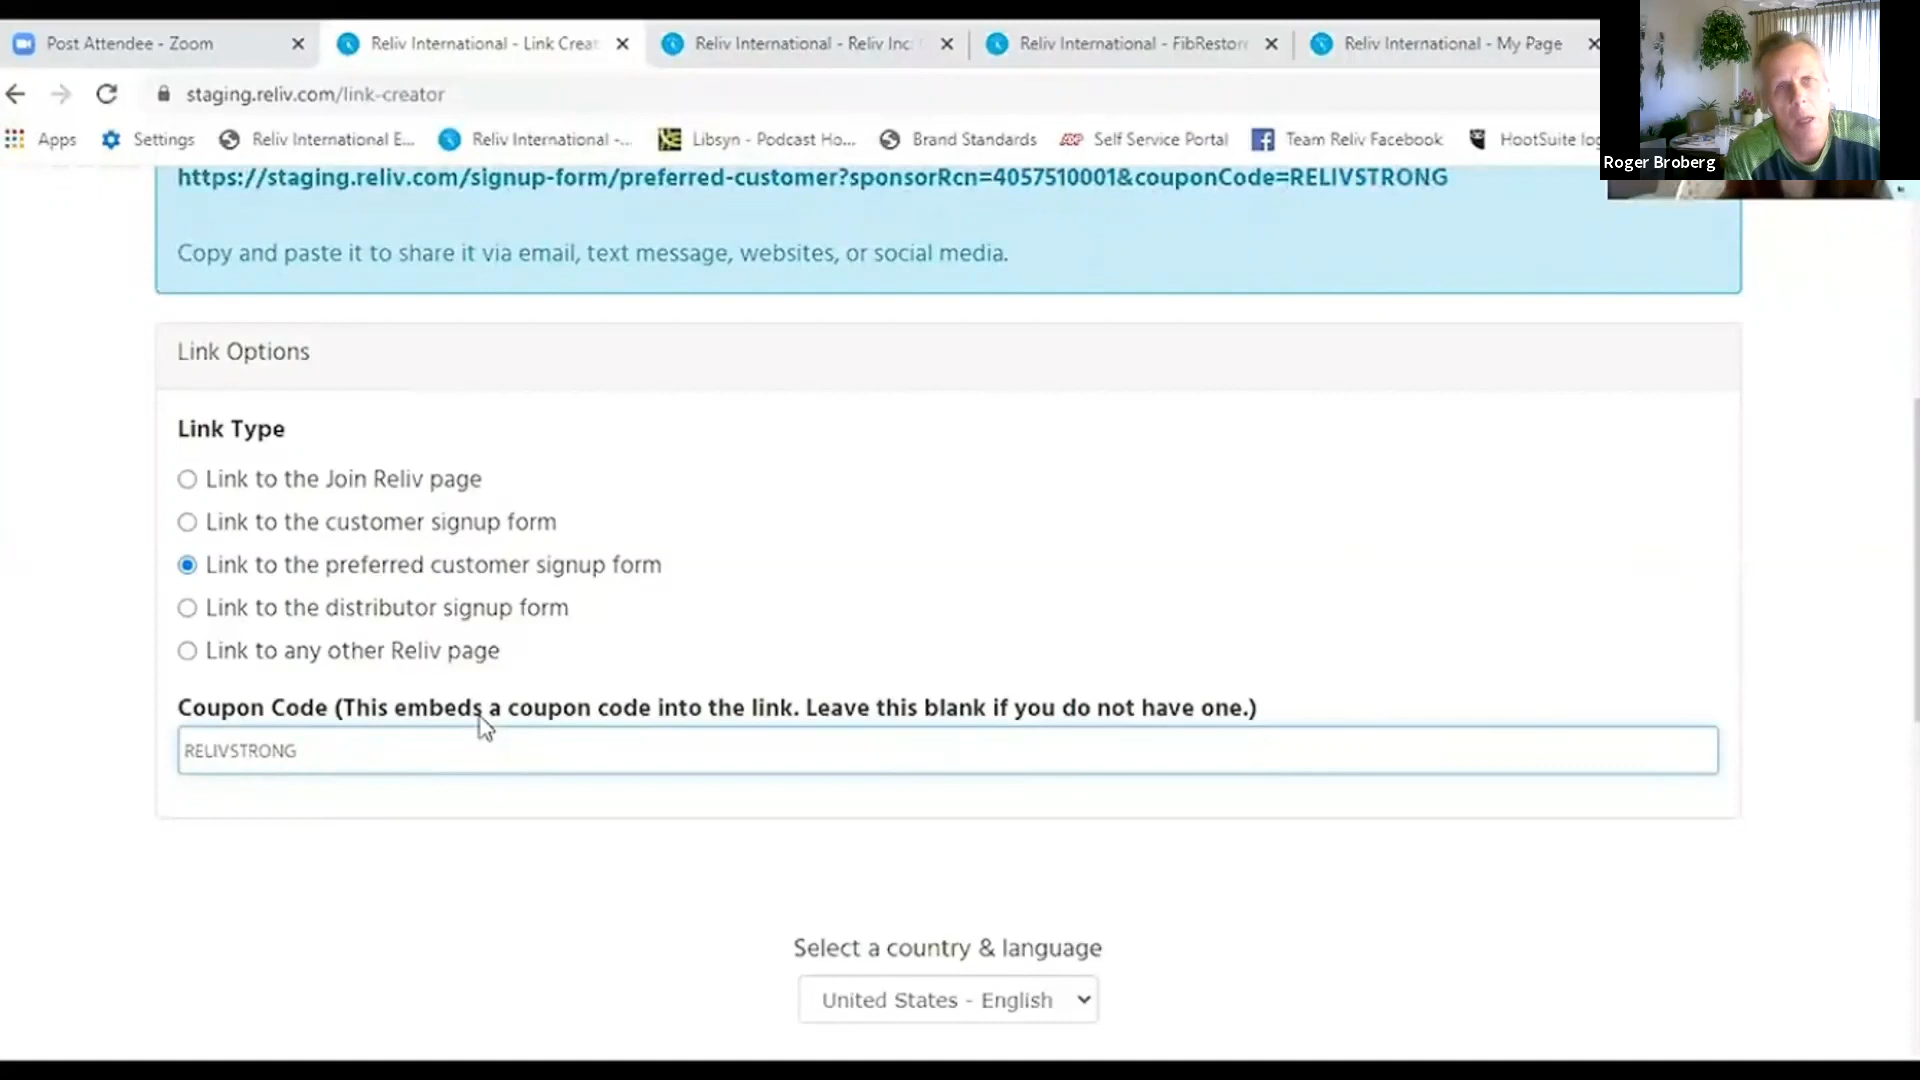 Post Attendee - Zoom
Reliv International - Link Creat
Reliv International - Reliv Inc:
Reliv International - FibRestore
Reliv International - My Page
staging.reliv.com/link-creator
Apps
Settings
Reliv International E...
Reliv International -...
Libsyn - Podcast Ho...
Brand Standards
ADP
Self Service Portal
Team Reliv Facebook
HootSuite log
Roger Broberg
https://staging.reliv.com/signup-form/preferred-customer?sponsorRcn=4057510001&couponCode=RELIVSTRONG
Copy and paste it to share it via email, text message, websites, or social media.
Link Options
Link Type
Link to the Join Reliv page
Link to the customer signup form
Link to the preferred customer signup form
Link to the distributor signup form
Link to any other Reliv page
Coupon Code (This embeds a coupon code into the link. Leave this blank if you do not have one.)
RELIVSTRONG
Select a country & language
United States - English